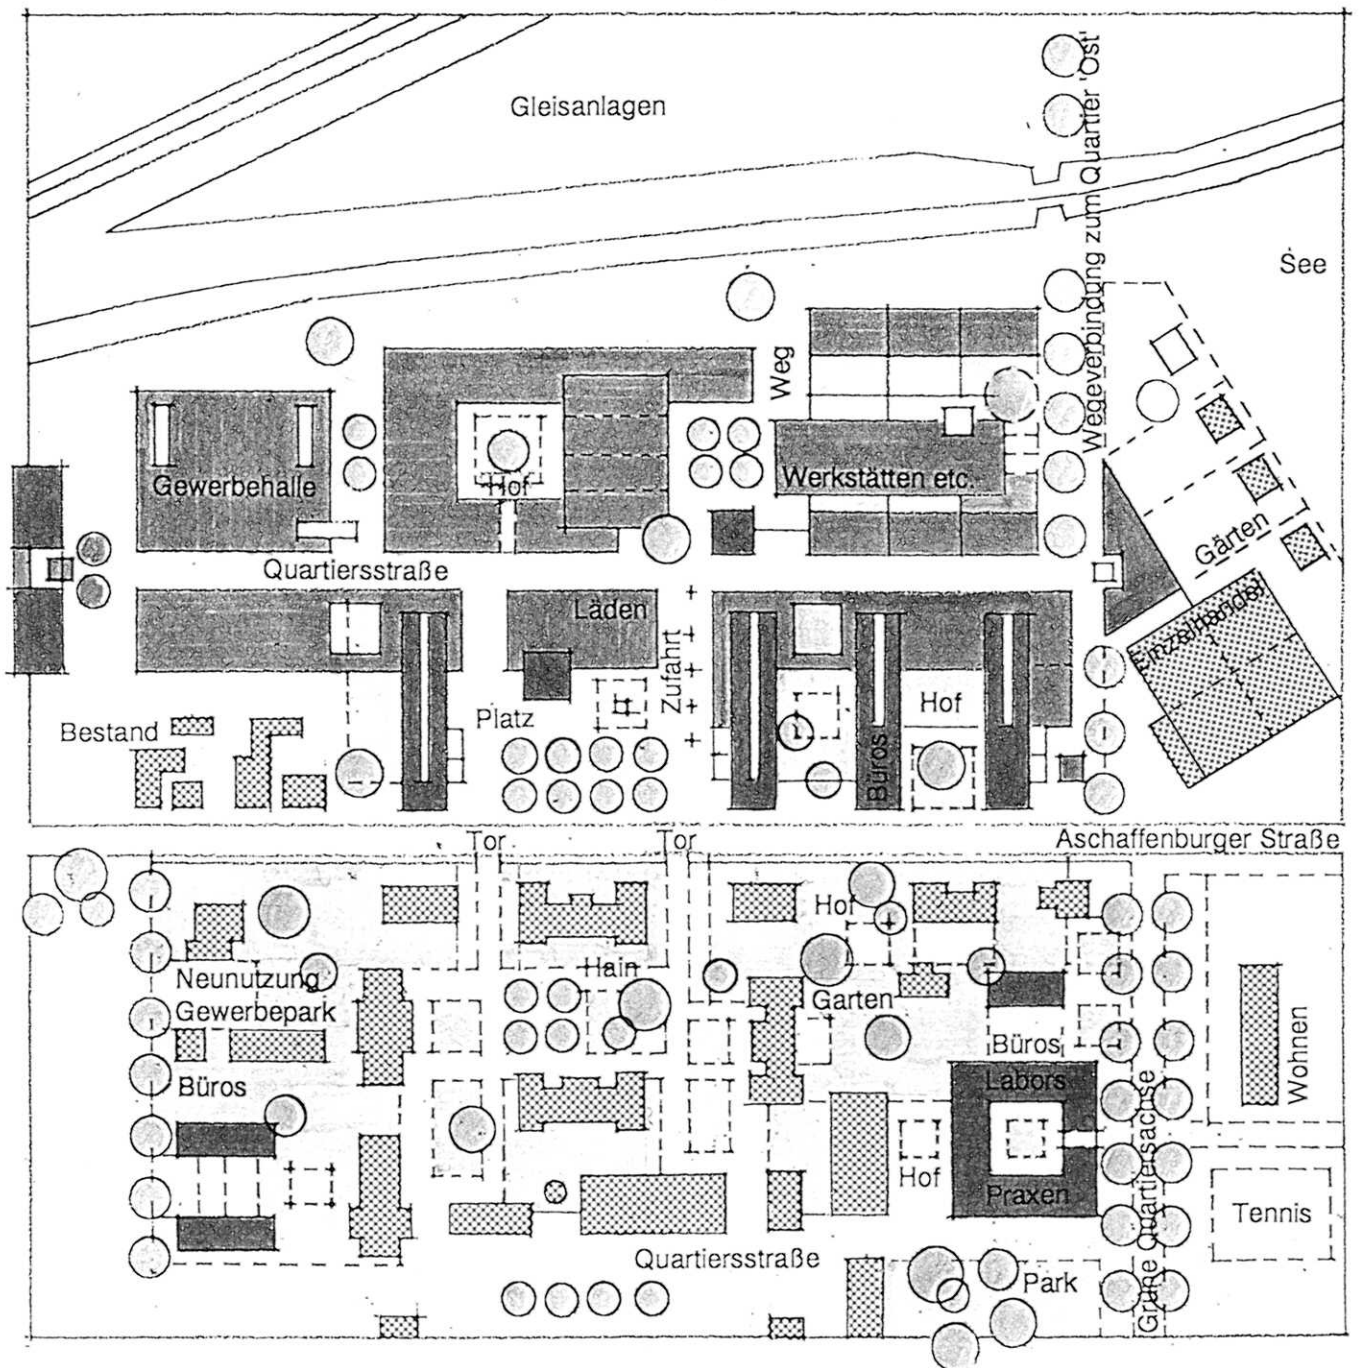 Gleisanlagen
Wegeverbindung zum Quartier 'Ost'
See
Weg
Gewerbehalle
Hof
Werkstätten etc.
Gärten
Quartiersstraße
Läden
Einzelhandel
Zufahrt
Bestand
Platz
Hof
Büros
Tor
Tor
Aschaffenburger Straße
Hof
Neunutzung
Gewerbepark
Hain
Garten
Büros
Büros
Labors
Wohnen
Hof
Praxen
Grüne Quartiersachse
Tennis
Quartiersstraße
Park